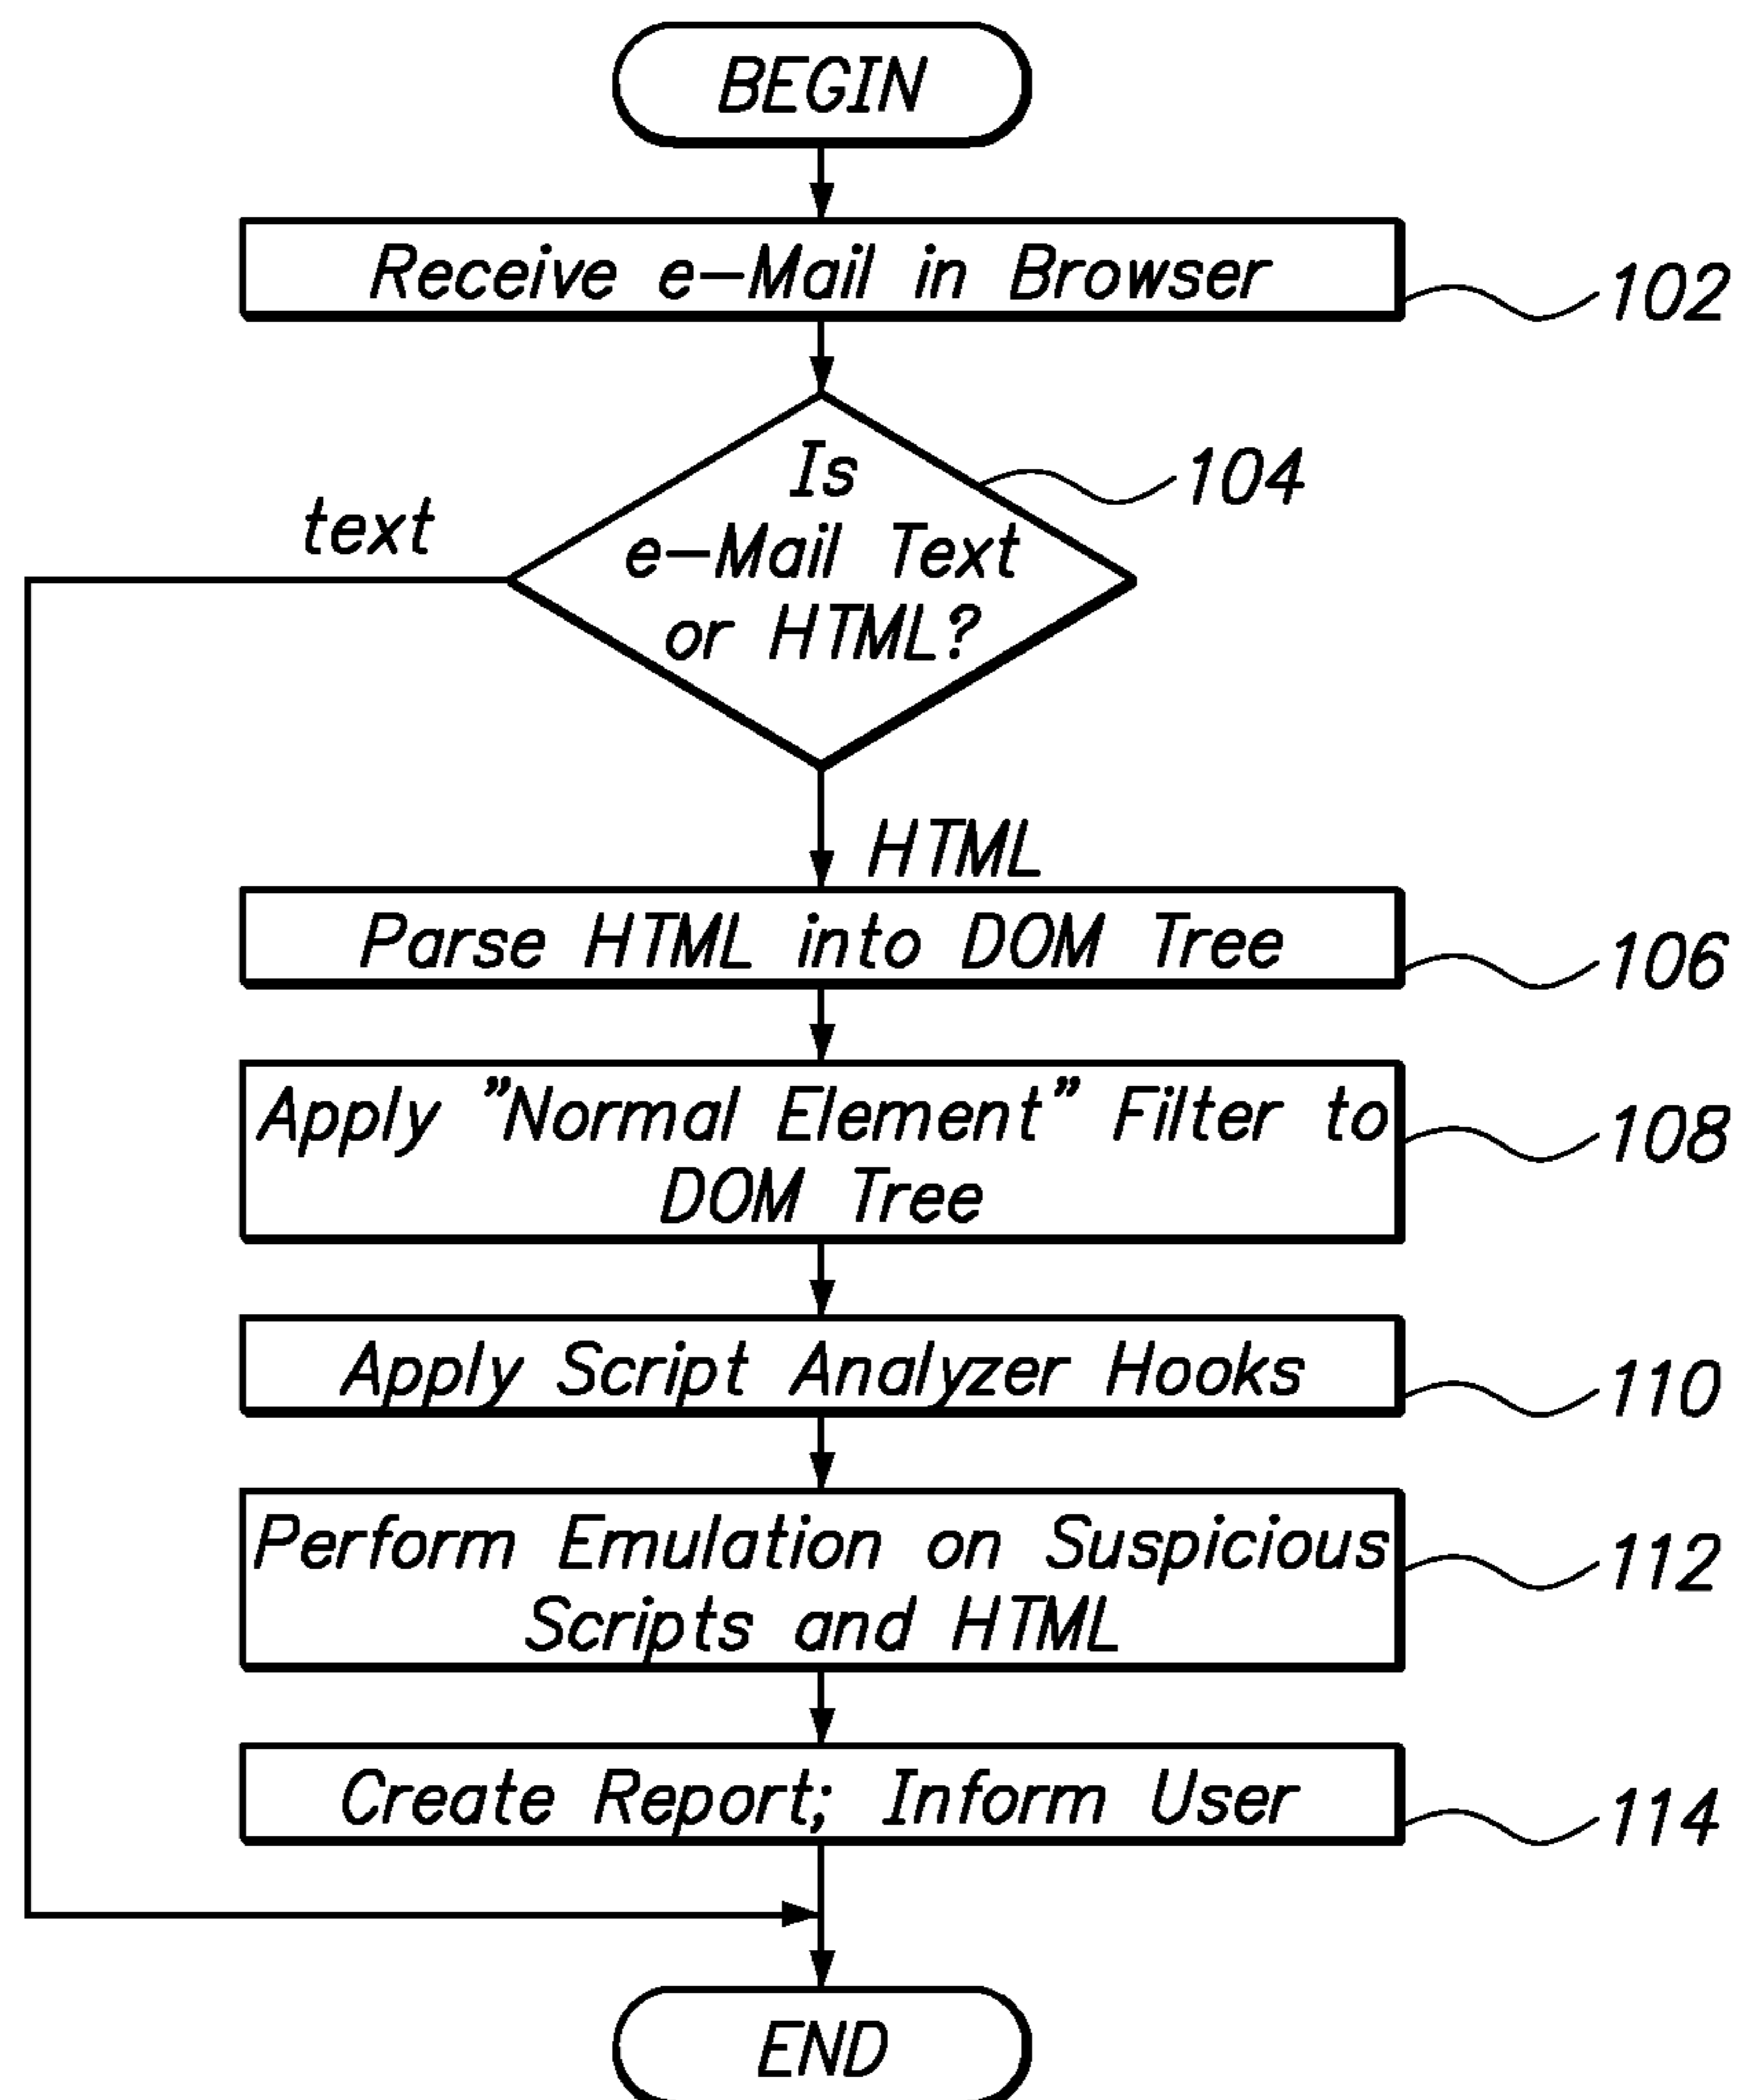 BEGIN
Receive e-Mail in Browser
102
Is
e-Mail Text
or HTML?
104
text
HTML
Parse HTML into DOM Tree
106
Apply "Normal Element" Filter to
DOM Tree
108
Apply Script Analyzer Hooks
110
Perform Emulation on Suspicious
Scripts and HTML
112
Create Report; Inform User
114
END